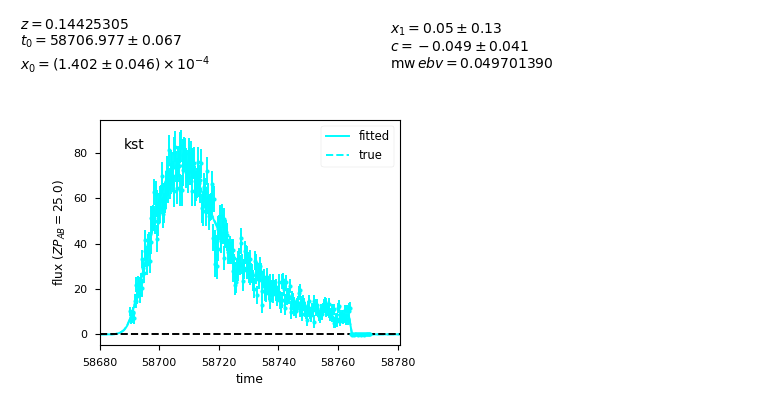 z = 0.14425305
t₀ = 58706.977 ± 0.067
x₀ = (1.402 ± 0.046) × 10⁻⁴
x₁ = 0.05 ± 0.13
c = −0.049 ± 0.041
mw ebv = 0.049701390
kst
fitted
true
flux (ZP_AB = 25.0)
80
60
40
20
0
58680 58700 58720 58740 58760 58780
time